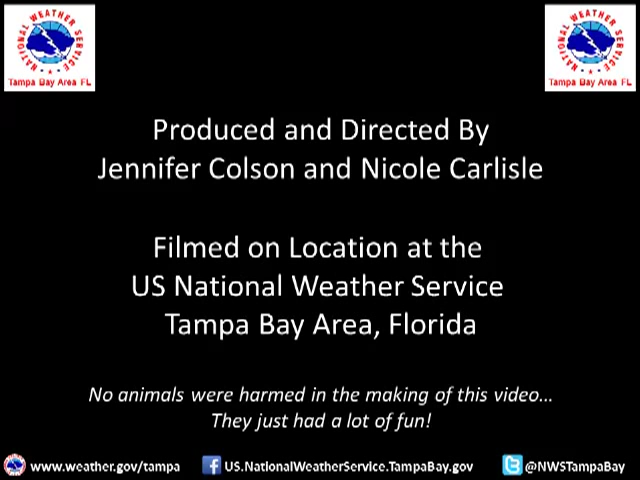 NATIONAL WEATHER SERVICE
Tampa Bay Area FL
NATIONAL WEATHER SERVICE
Tampa Bay Area FL
Produced and Directed By
Jennifer Colson and Nicole Carlisle
Filmed on Location at the
US National Weather Service
Tampa Bay Area, Florida
No animals were harmed in the making of this video...
They just had a lot of fun!
www.weather.gov/tampa
US.NationalWeatherService.TampaBay.gov
@NWSTampaBay